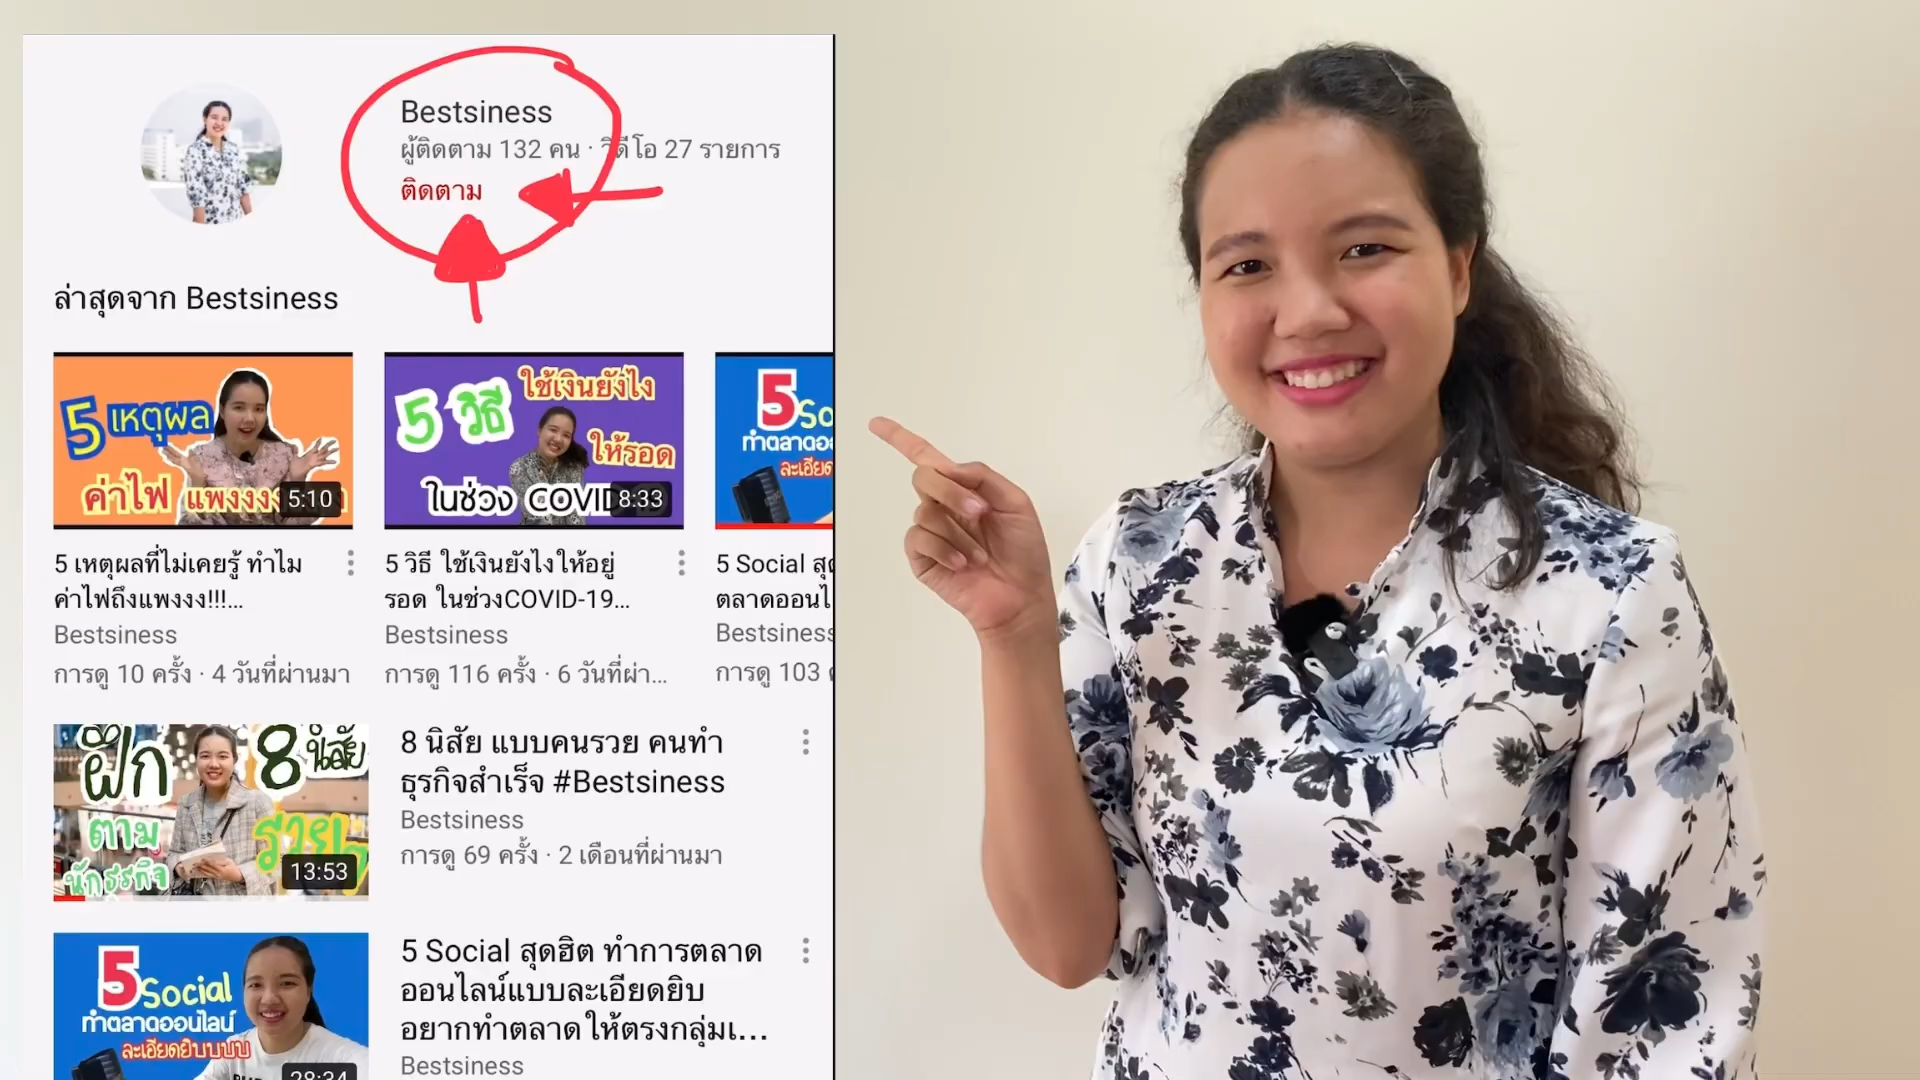 Bestsiness
ผู้ติดตาม 132 คน · วิดีโอ 27 รายการ
ติดตาม
ล่าสุดจาก Bestsiness
5 เหตุผล
ค่าไฟ แพงงงง
5:10
5 วิธี ใช้เงินยังไง
ให้รอด
ในช่วง COVID
8:33
5 So
ทำตลาดออ
ละเอียด
5 เหตุผลที่ไม่เคยรู้ ทำไม
ค่าไฟถึงแพงงง!!!...
Bestsiness
การดู 10 ครั้ง · 4 วันที่ผ่านมา
5 วิธี ใช้เงินยังไงให้อยู่
รอด ในช่วงCOVID-19...
Bestsiness
การดู 116 ครั้ง · 6 วันที่ผ่า...
5 Social สุด
ตลาดออนไ
Bestsiness
การดู 103
ฝึก 8 นิสัย
ตาม รวย
นักธุรกิจ
13:53
8 นิสัย แบบคนรวย คนทำ
ธุรกิจสำเร็จ #Bestsiness
Bestsiness
การดู 69 ครั้ง · 2 เดือนที่ผ่านมา
5 Social
ทำตลาดออนไลน์
ละเอียดยิบบบบ
28:34
5 Social สุดฮิต ทำการตลาด
ออนไลน์แบบละเอียดยิบ
อยากทำตลาด ให้ตรงกลุ่มเ...
Bestsiness